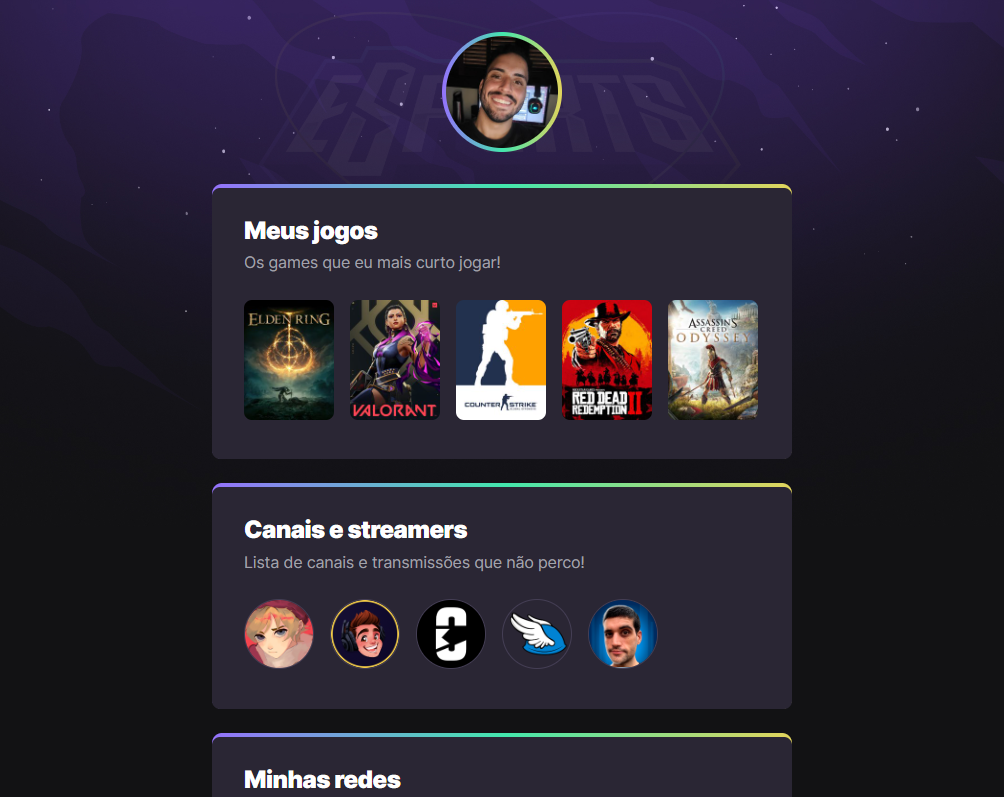 ESPORTS
Meus jogos
Os games que eu mais curto jogar!
ELDEN RING
VALORANT
COUNTER STRIKE
RED DEAD
REDEMPTION II
ASSASSIN'S
CREED
ODYSSEY
Canais e streamers
Lista de canais e transmissões que não perco!
Minhas redes